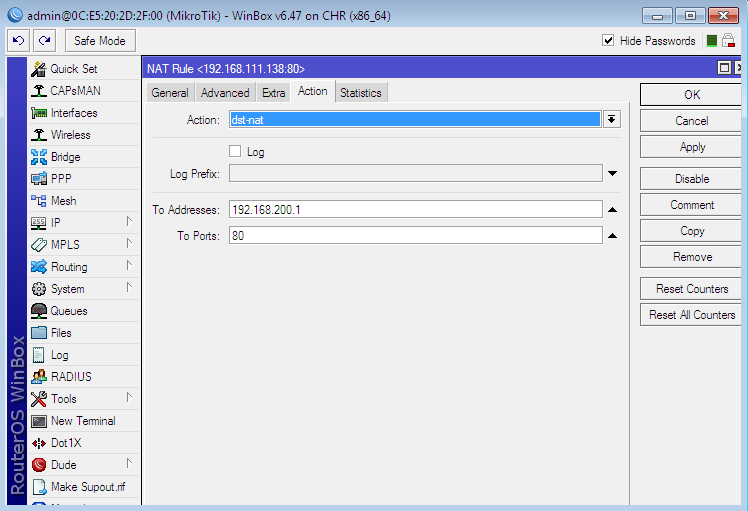 admin@0C:E5:20:2D:2F:00 (MikroTik) - WinBox v6.47 on CHR (x86_64)
Safe Mode
Hide Passwords
RouterOS WinBox
Quick Set
CAPsMAN
Interfaces
Wireless
Bridge
PPP
Mesh
IP
MPLS
Routing
System
Queues
Files
Log
RADIUS
Tools
New Terminal
Dot1X
Dude
Make Supout.rif
NAT Rule <192.168.111.138:80>
General Advanced Extra Action Statistics
Action: dst-nat
Log
Log Prefix:
To Addresses: 192.168.200.1
To Ports: 80
OK
Cancel
Apply
Disable
Comment
Copy
Remove
Reset Counters
Reset All Counters